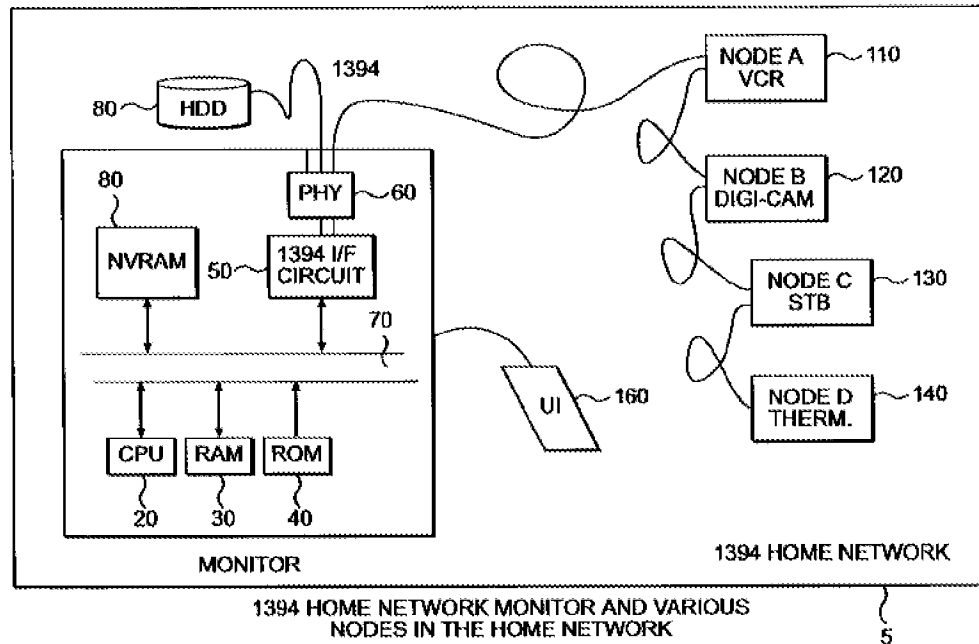 1394
80
HDD
NODE A
VCR
110
80
PHY
60
NODE B
DIGI-CAM
120
NVRAM
50
1394 I/F
CIRCUIT
NODE C
STB
130
70
UI
160
NODE D
THERM.
140
CPU
RAM
ROM
20
30
40
MONITOR
1394 HOME NETWORK
1394 HOME NETWORK MONITOR AND VARIOUS
NODES IN THE HOME NETWORK
5